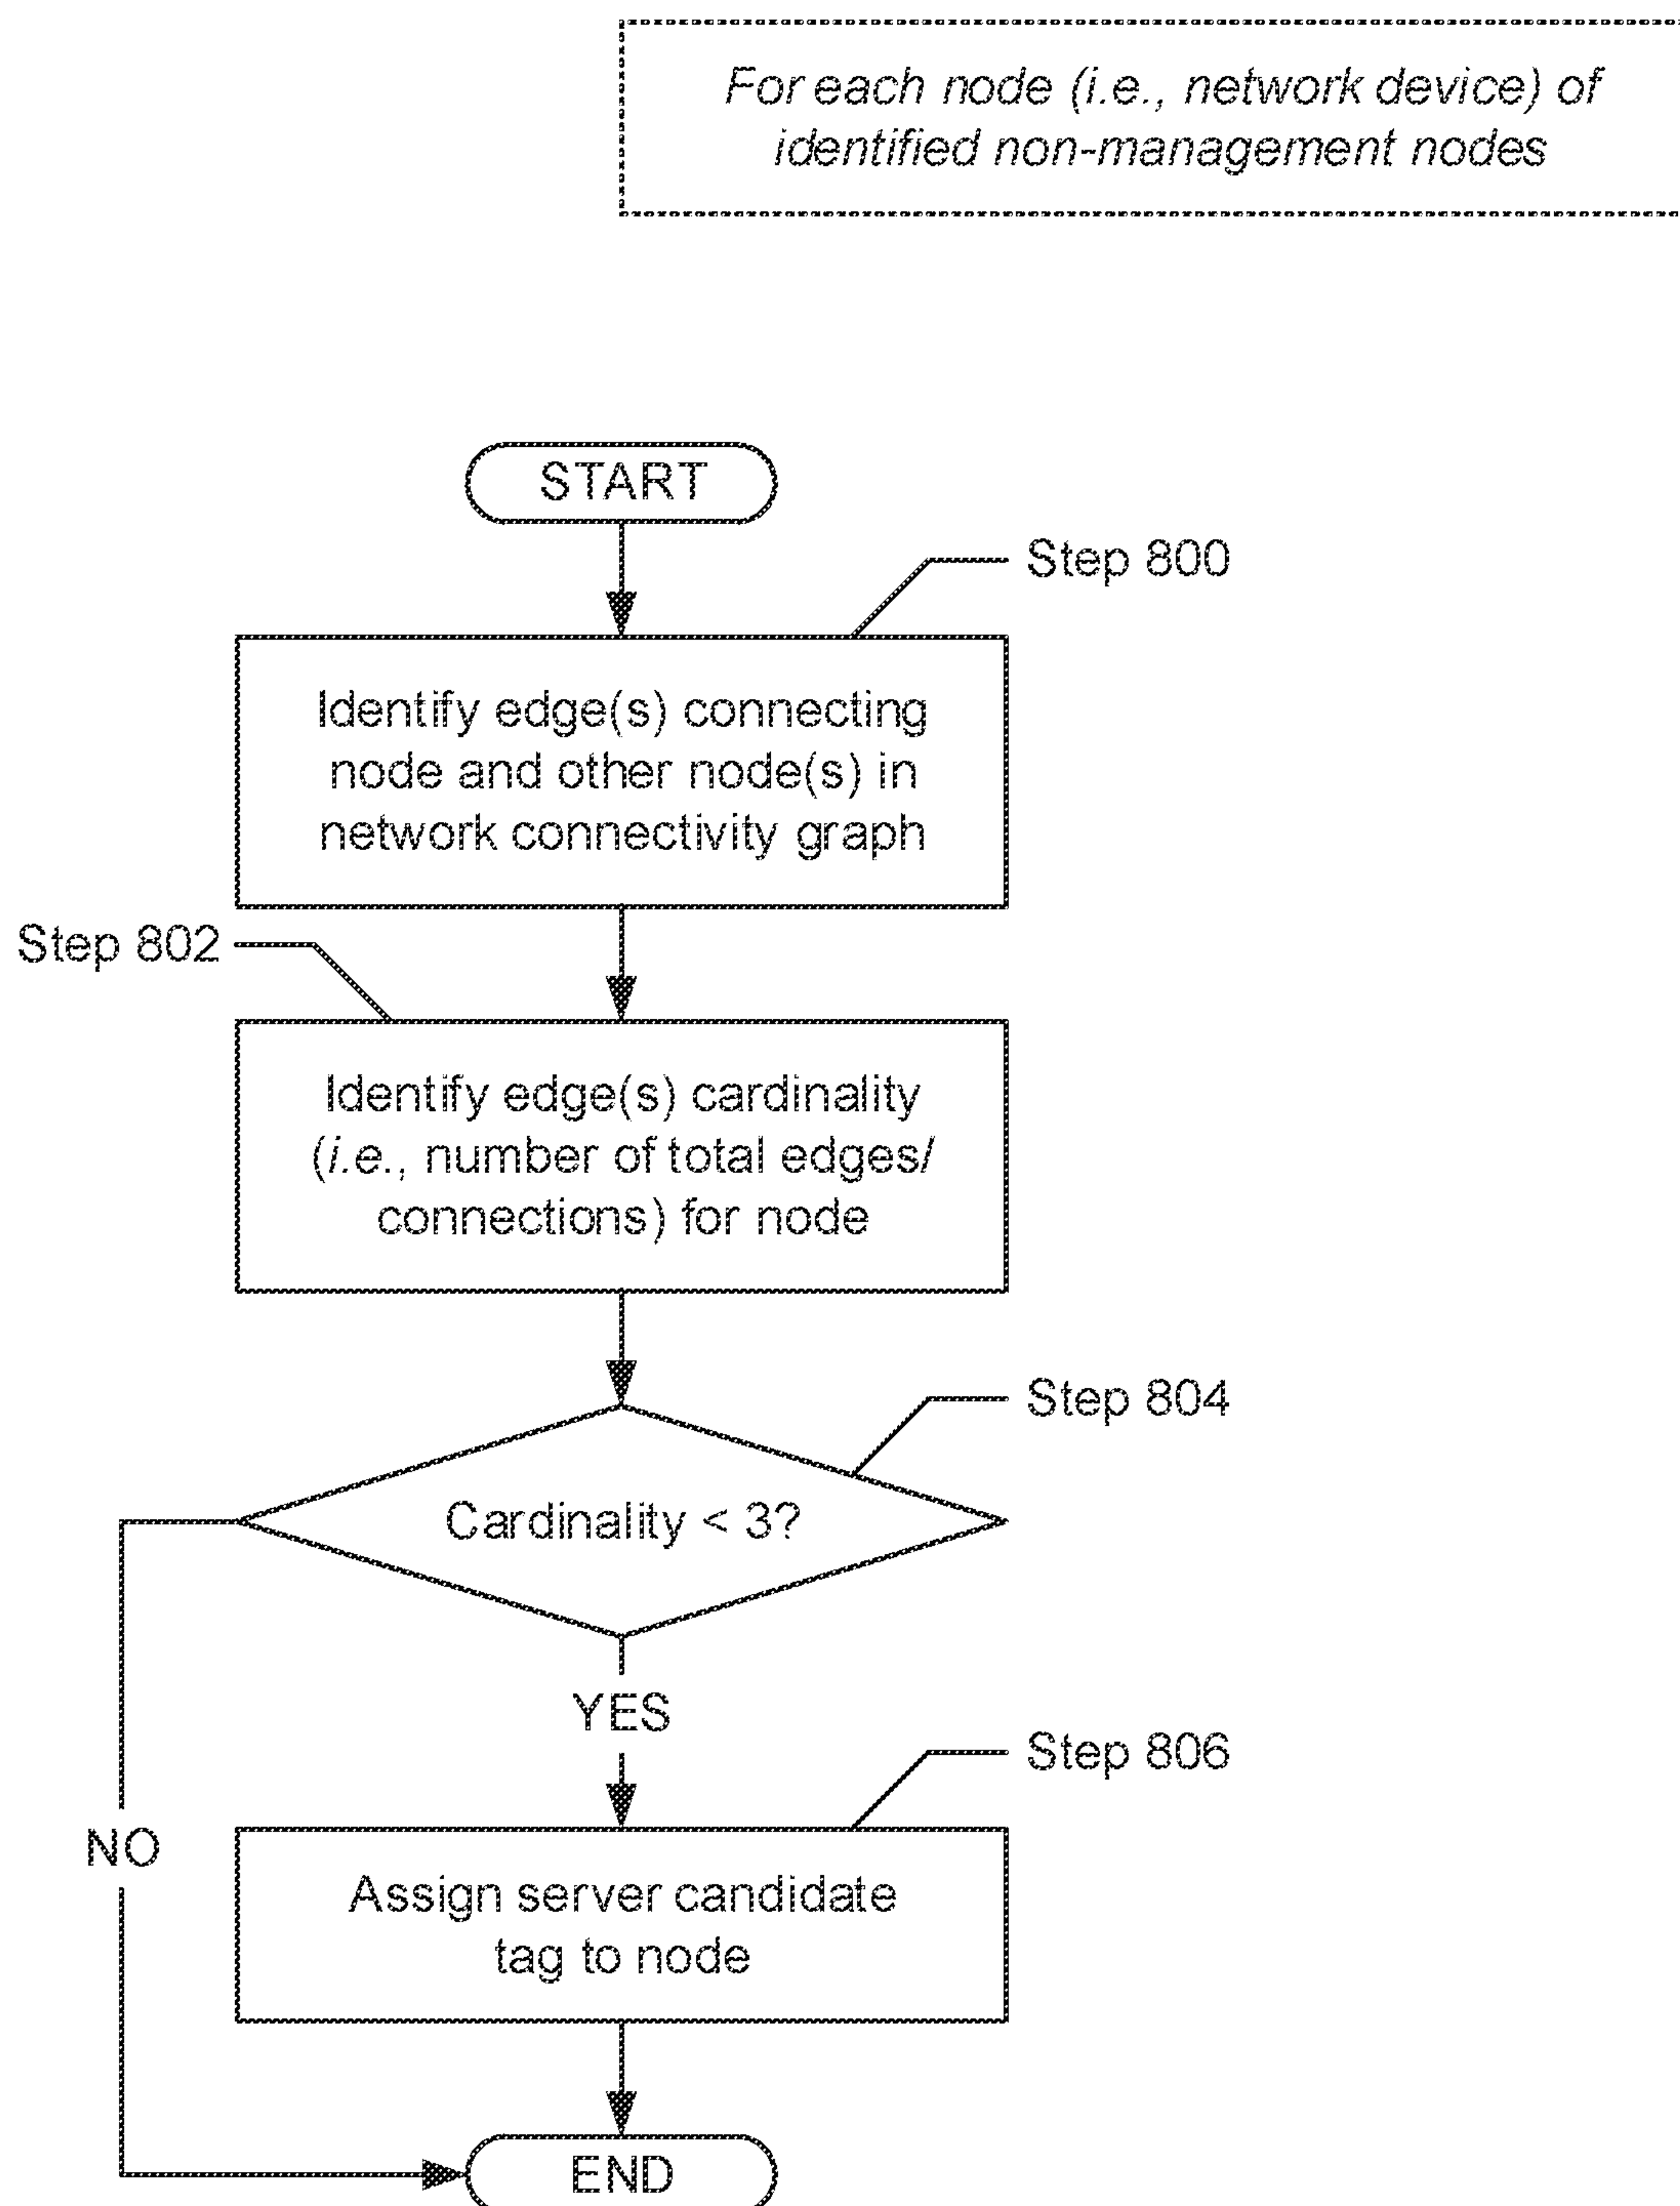 For each node (i.e., network device) of
identified non-management nodes
START
Step 800
Identify edge(s) connecting
node and other node(s) in
network connectivity graph
Step 802
Identify edge(s) cardinality
(i.e., number of total edges/
connections) for node
Step 804
Cardinality < 3?
YES
Step 806
NO
Assign server candidate
tag to node
END